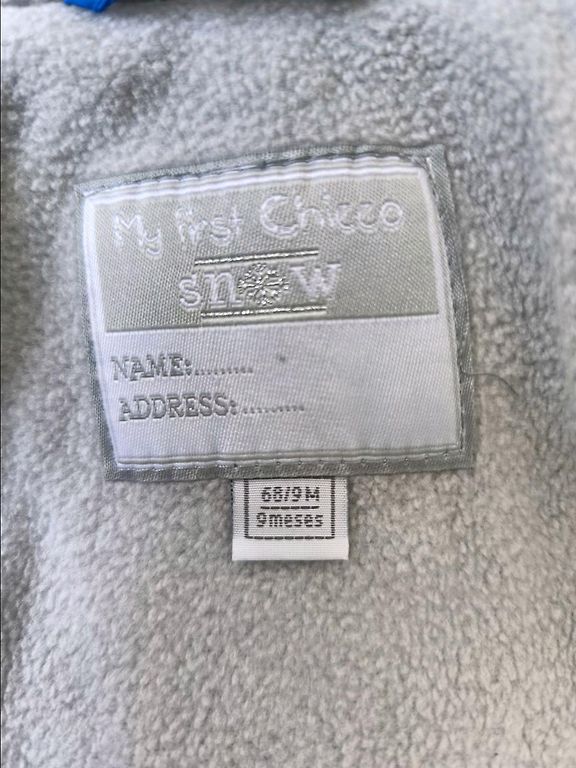 My first Chicco
snow
NAME:.........
ADDRESS:.........
68/9M
9meses